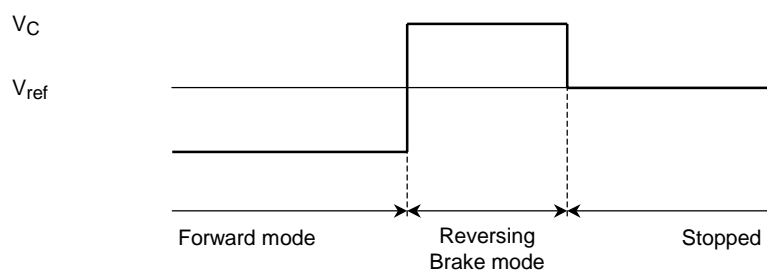 VC
Vref
Forward mode
Reversing
Brake mode
Stopped